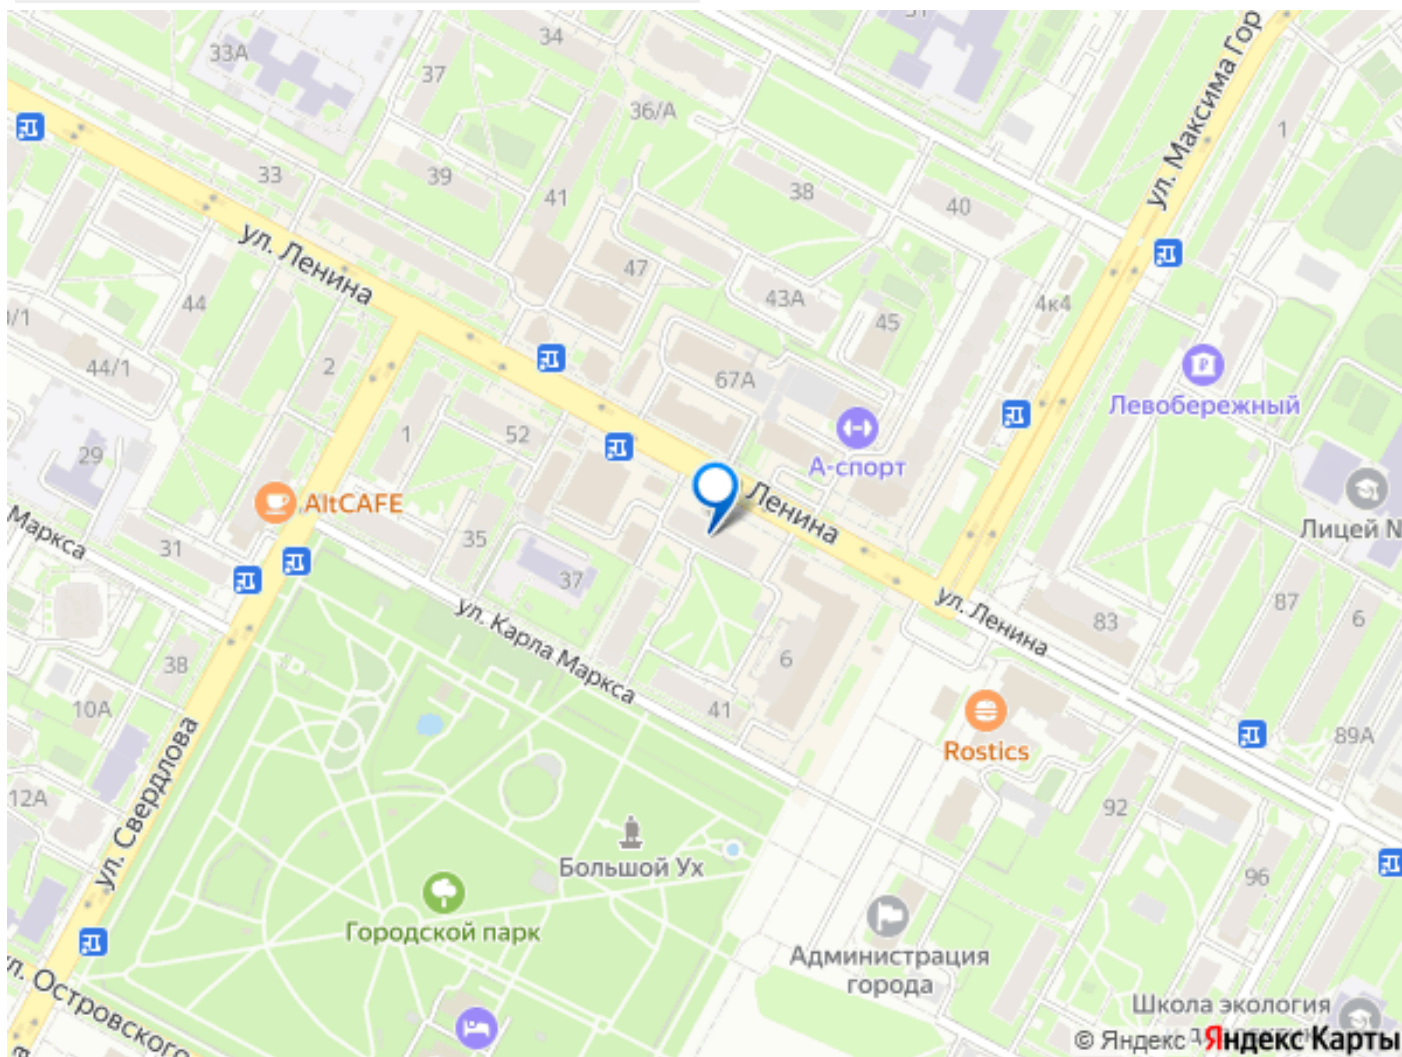 34
33А
37
36/А
ул. Максима Гор
1
33
39
41
38
40
ул. Ленина
47
43А
4к4
44
45
44/1
2
67А
Левобережный
1
52
29
А-спорт
AltCAFE
Ленина
Лицей N
Маркса
31
35
37
ул. Карла Маркса
ул. Ленина
83
87
6
38
6
10А
41
Rostics
89А
ул. Свердлова
12А
92
Большой Ух
96
Городской парк
Администрация
города
ул. Островского
Школа экология
© Яндекс Яндекс Карты